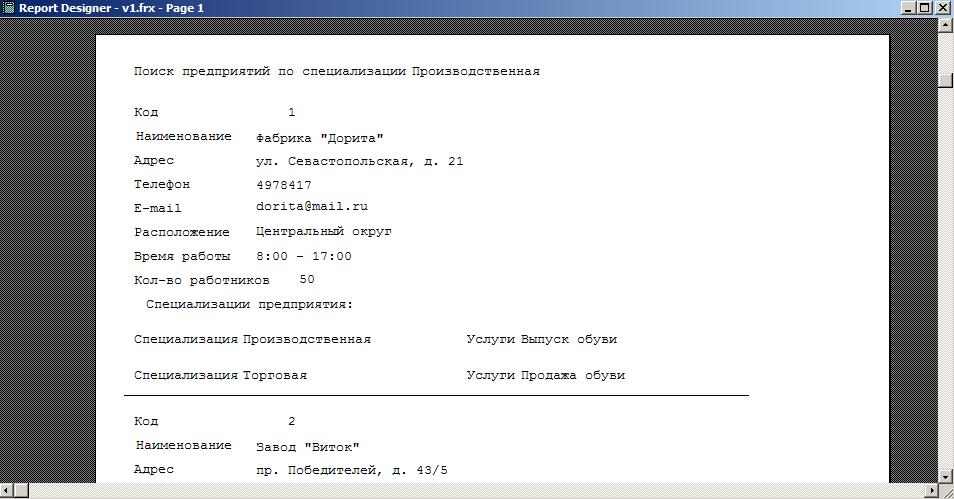 Report Designer - v1.frx - Page 1
Поиск предприятий по специализации Производственная
Код 1
Наименование Фабрика "Дорита"
Адрес ул. Севастопольская, д. 21
Телефон 4978417
E-mail dorita@mail.ru
Расположение Центральный округ
Время работы 8:00 - 17:00
Кол-во работников 50
Специализации предприятия:
Специализация Производственная Услуги Выпуск обуви
Специализация Торговая Услуги Продажа обуви
Код 2
Наименование Завод "Виток"
Адрес пр. Победителей, д. 43/5